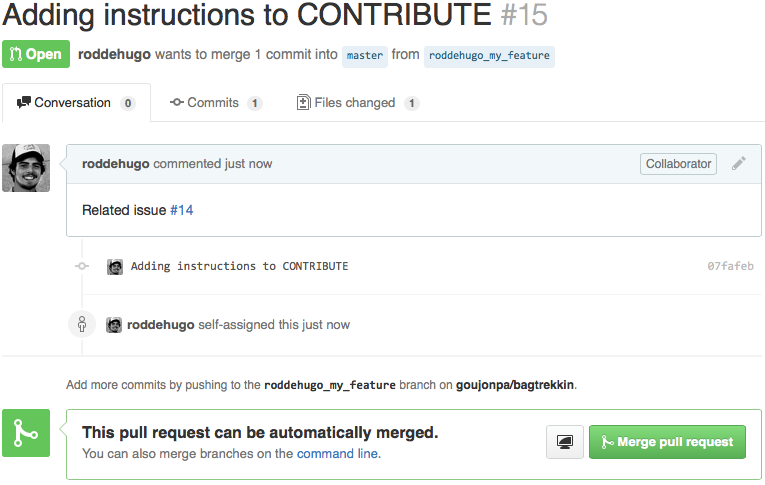 Adding instructions to CONTRIBUTE #15
Open roddehugo wants to merge 1 commit into master from roddehugo_my_feature
Conversation 0 Commits 1 Files changed 1
roddehugo commented just now Collaborator
Related issue #14
Adding instructions to CONTRIBUTE 07fafeb
roddehugo self-assigned this just now
Add more commits by pushing to the roddehugo_my_feature branch on goujonpa/bagtrekkin.
This pull request can be automatically merged.
You can also merge branches on the command line.
Merge pull request